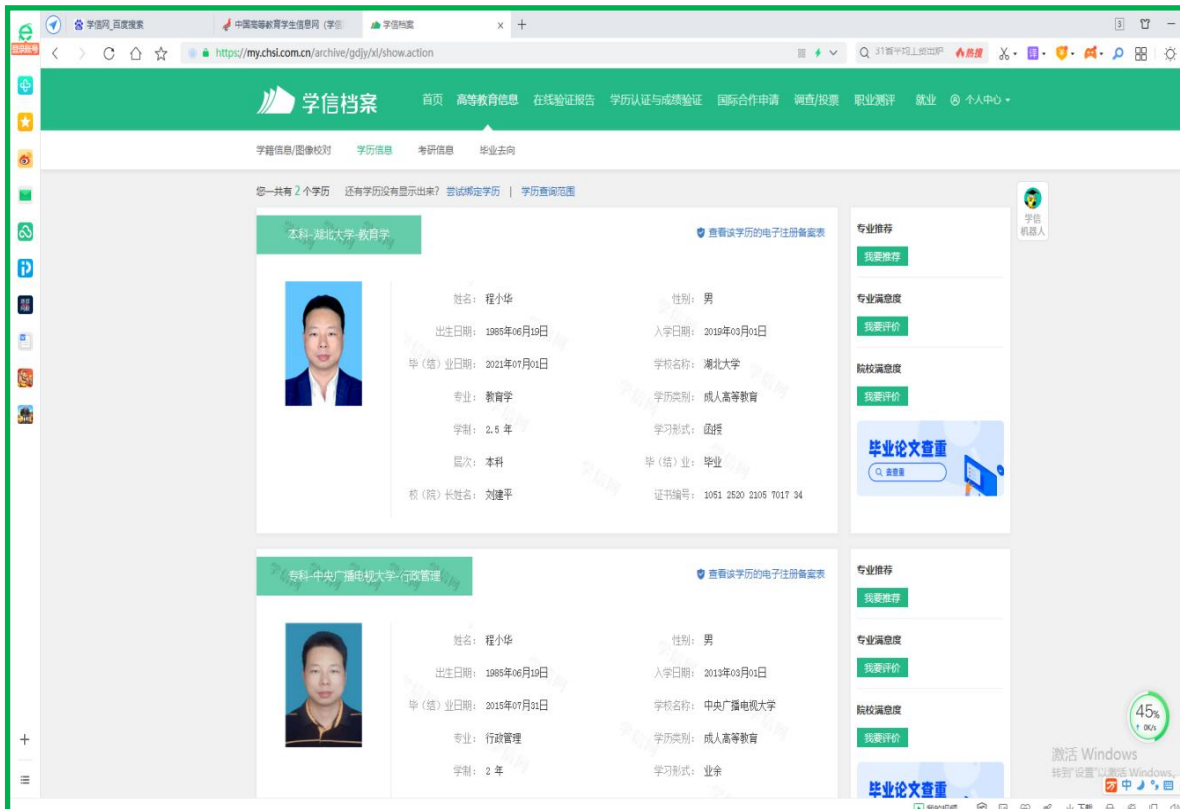 学信网_百度搜索
中国高等教育学生信息网（学信
学信档案
3
登录账号
https://my.chsi.com.cn/archive/gdjy/xl/show.action
热搜
学信档案
首页 高等教育信息 在线验证报告 学历认证与成绩验证 国际合作申请 调查/投票 职业测评 就业 个人中心
学籍信息/图像校对 学历信息 考研信息 毕业去向
您一共有 2 个学历 还有学历没有显示出来？ 尝试绑定学历 | 学历查询范围
学信
机器人
本科-湖北大学-教育学
查看该学历的电子注册备案表
姓名： 程小华 性别： 男
出生日期： 1985年06月19日 入学日期： 2019年03月01日
毕（结）业日期： 2021年07月01日 学校名称： 湖北大学
专业： 教育学 学历类别： 成人高等教育
学制： 2.5 年 学习形式： 函授
层次： 本科 毕（结）业： 毕业
校（院）长姓名： 刘建平 证书编号： 1051 2520 2105 7017 34
专业推荐
我要推荐
专业满意度
我要评价
院校满意度
我要评价
毕业论文查重
去查重
专科-中央广播电视大学-行政管理
查看该学历的电子注册备案表
姓名： 程小华 性别： 男
出生日期： 1985年06月19日 入学日期： 2013年03月01日
毕（结）业日期： 2015年07月31日 学校名称： 中央广播电视大学
专业： 行政管理 学历类别： 成人高等教育
学制： 2 年 学习形式： 业余
专业推荐
我要推荐
专业满意度
我要评价
院校满意度
我要评价
毕业论文查重
45%
0K/s
激活 Windows
转到"设置"以激活 Windows。
中
下载